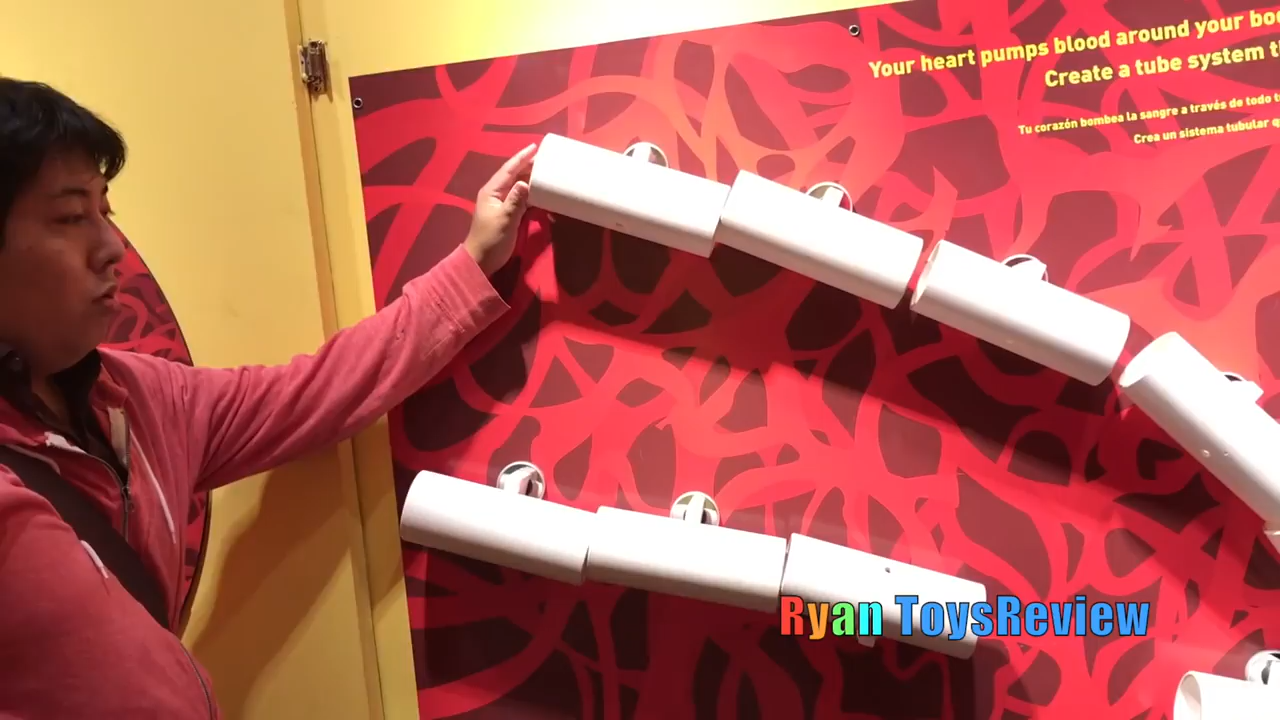 Your heart pumps blood around your
Create a tube system
Tu corazón bombea la sangre a través de todo
Crea un sistema tubular
Ryan ToysReview